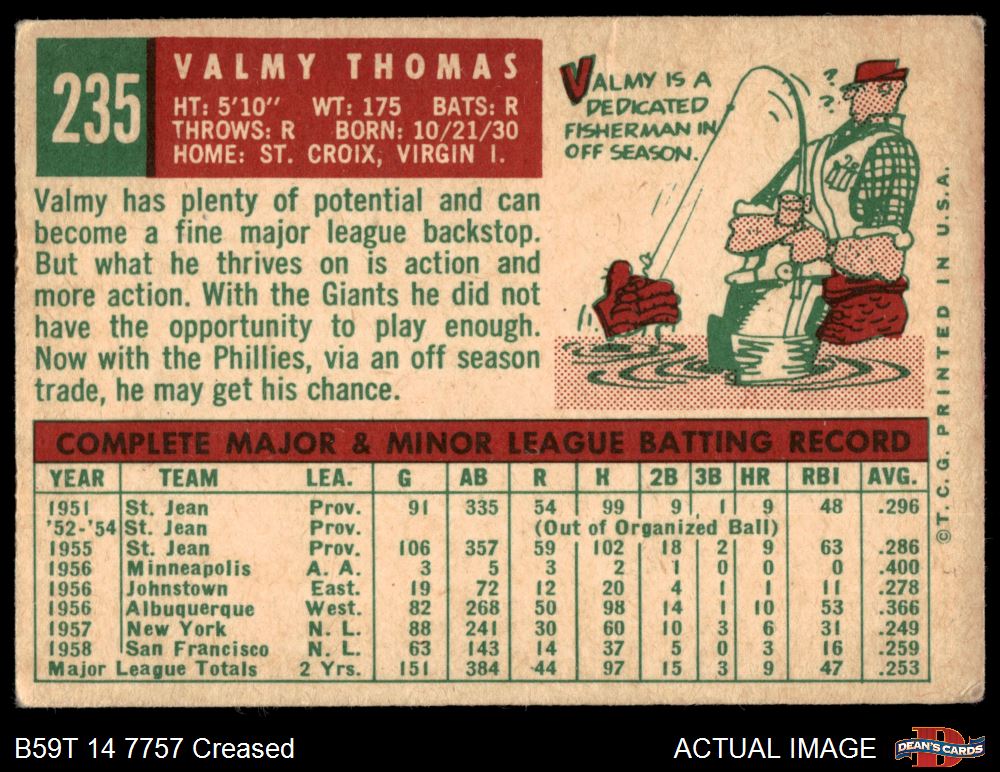 235
VALMY THOMAS
HT: 5'10" WT: 175 BATS: R
THROWS: R BORN: 10/21/30
HOME: ST. CROIX, VIRGIN I.
VALMY IS A
DEDICATED
FISHERMAN IN
OFF SEASON.
? ?
28
Valmy has plenty of potential and can
become a fine major league backstop.
But what he thrives on is action and
more action. With the Giants he did not
have the opportunity to play enough.
Now with the Phillies, via an off season
trade, he may get his chance.
COMPLETE MAJOR & MINOR LEAGUE BATTING RECORD
YEAR TEAM LEA. G AB R H 2B 3B HR RBI AVG.
1951 St. Jean Prov. 91 335 54 99 9 1 9 48 .296
'52-'54 St. Jean Prov. (Out of Organized Ball)
1955 St. Jean Prov. 106 357 59 102 18 2 9 63 .286
1956 Minneapolis A. A. 3 5 3 2 1 0 0 0 .400
1956 Johnstown East. 19 72 12 20 4 1 1 11 .278
1956 Albuquerque West. 82 268 50 98 14 1 10 53 .366
1957 New York N. L. 88 241 30 60 10 3 6 31 .249
1958 San Francisco N. L. 63 143 14 37 5 0 3 16 .259
Major League Totals 2 Yrs. 151 384 44 97 15 3 9 47 .253
© T. C. G. PRINTED IN U. S. A.
B59T 14 7757 Creased
ACTUAL IMAGE
DEAN'S CARDS